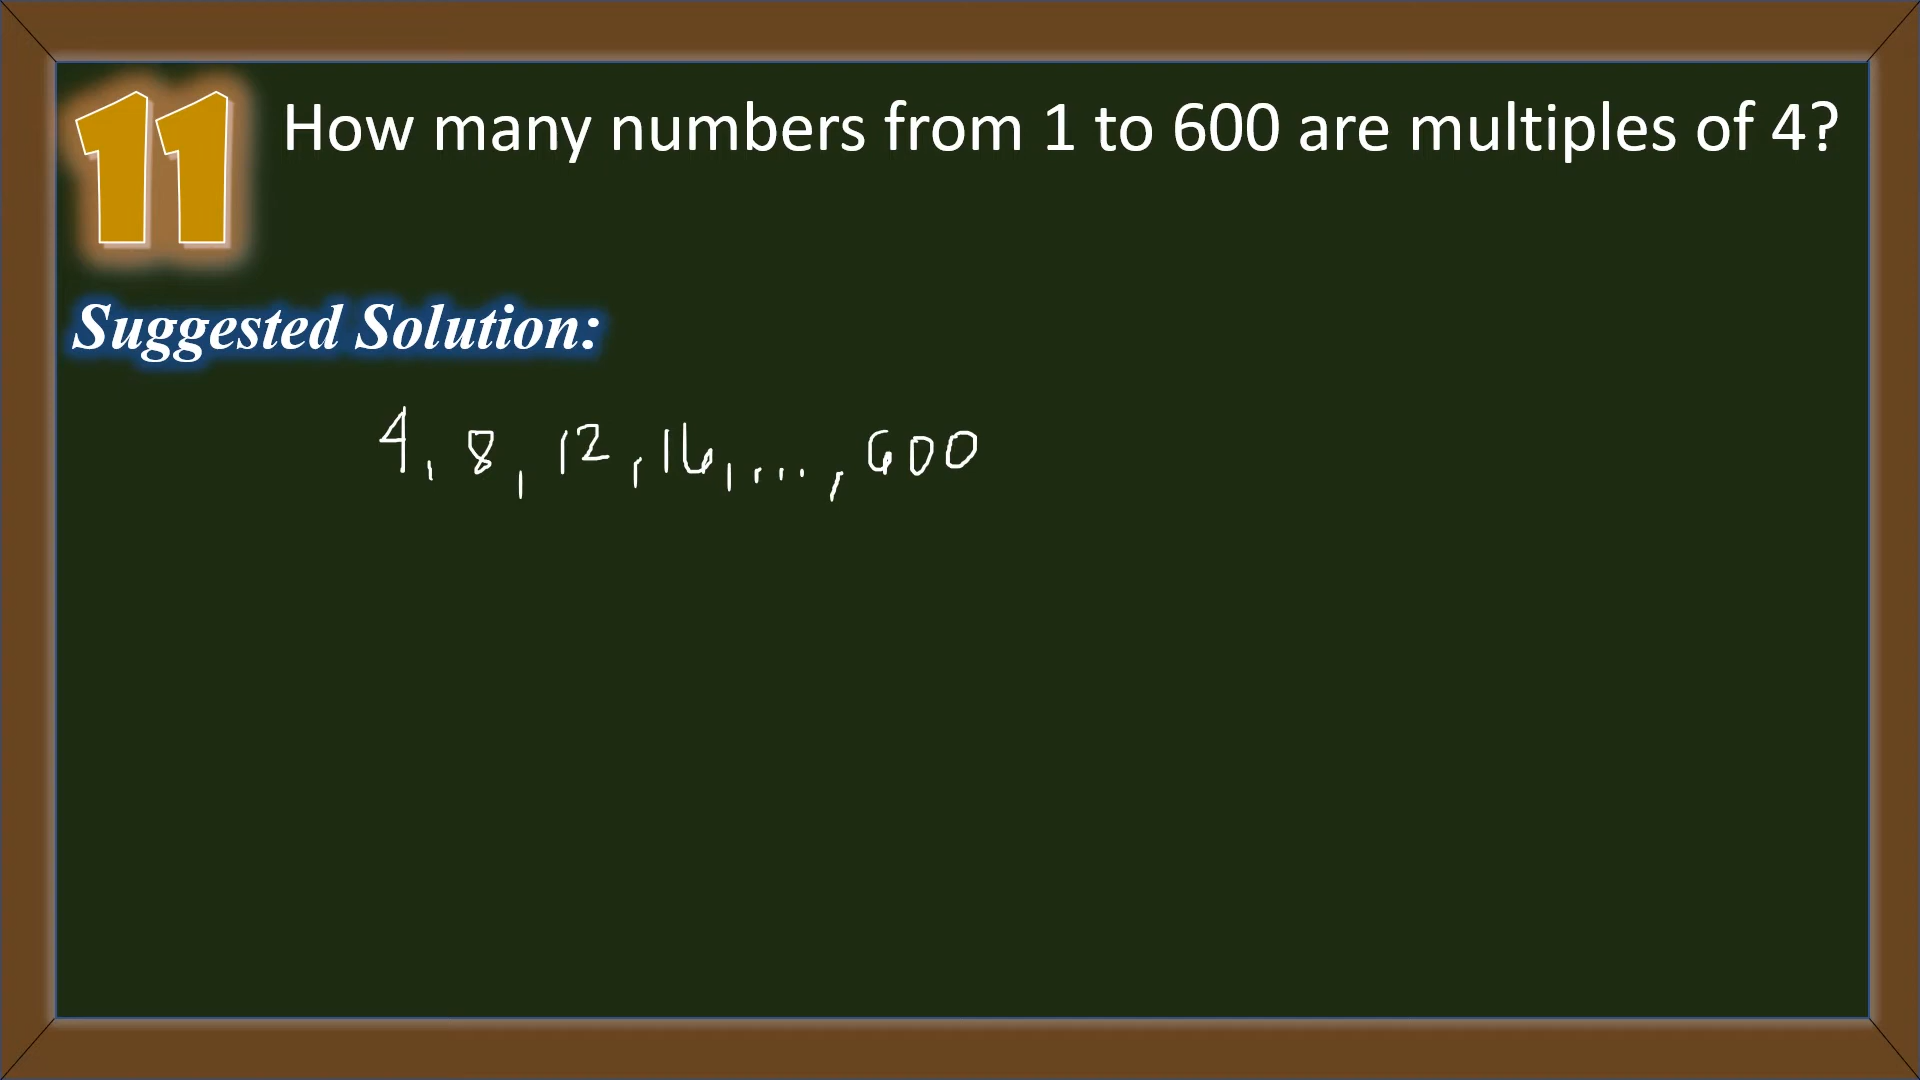 11 How many numbers from 1 to 600 are multiples of 4?
Suggested Solution:
4, 8, 12, 16, ..., 600